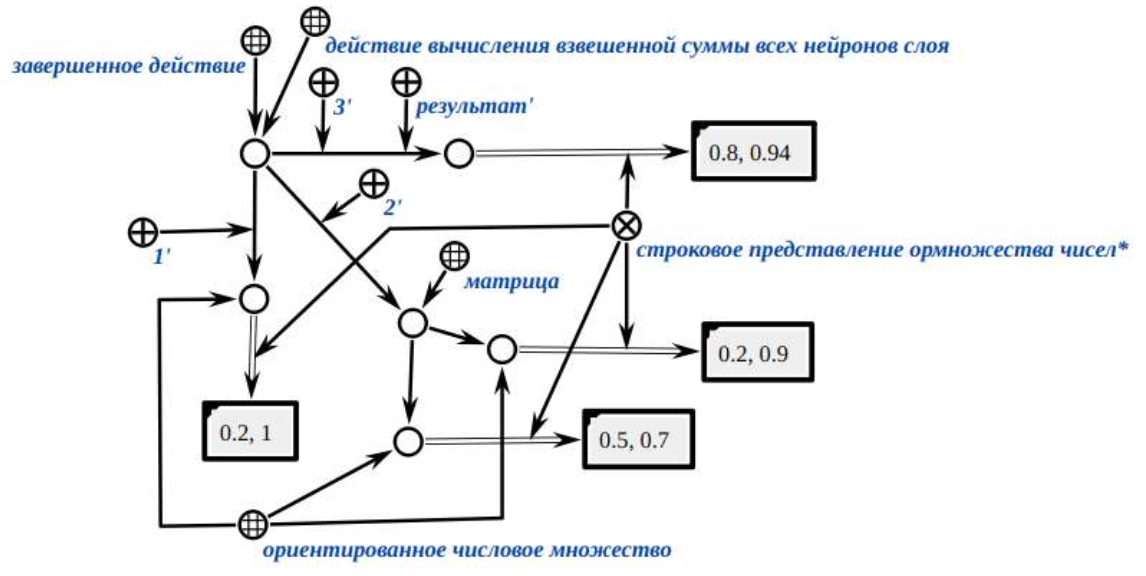 действие вычисления взвешенной суммы всех нейронов слоя
завершенное действие
3'
результат'
0.8, 0.94
2'
1'
строковое представление ормножества чисел*
матрица
0.2, 0.9
0.2, 1
0.5, 0.7
ориентированное числовое множество